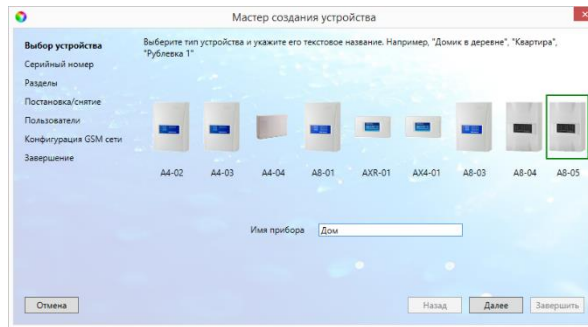 Мастер создания устройства
Выбор устройства
Серийный номер
Разделы
Постановка/снятие
Пользователи
Конфигурация GSM сети
Завершение
Выберите тип устройства и укажите его текстовое название. Например, "Домик в деревне", "Квартира",
"Рублевка 1"
A4-02 A4-03 A4-04 A8-01 AXR-01 AX4-01 A8-03 A8-04 A8-05
Имя прибора Дом
Отмена Назад Далее Завершить